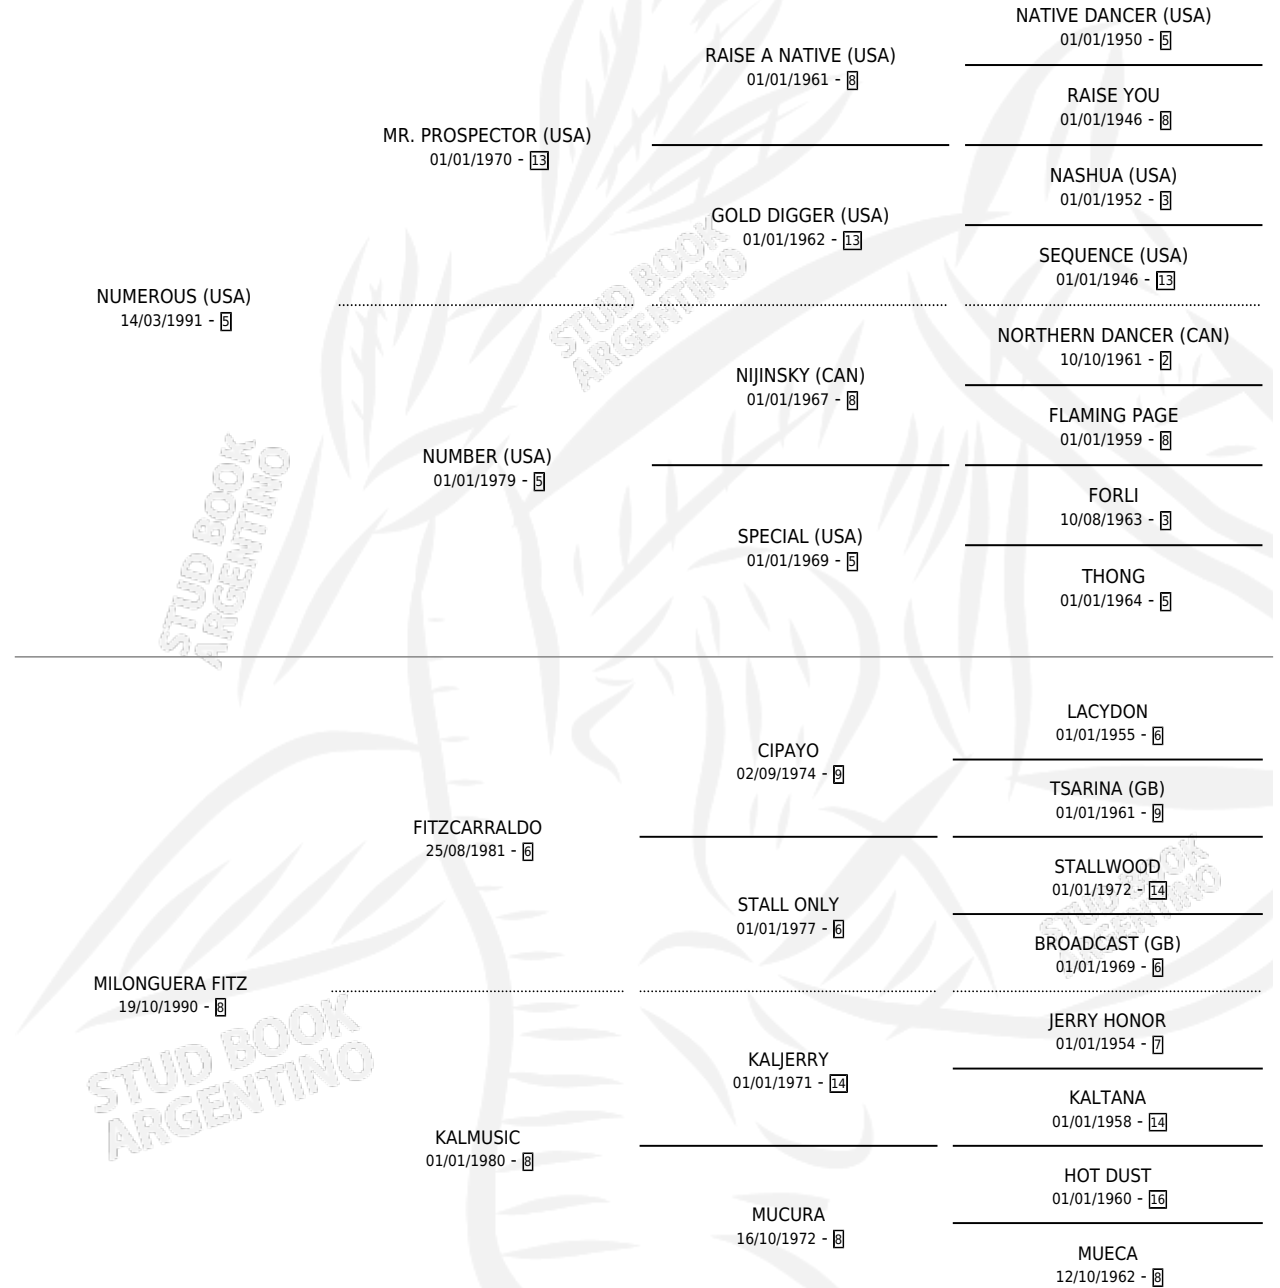 NATIVE DANCER (USA)
01/01/1950 - 5
RAISE A NATIVE (USA)
01/01/1961 - 8
RAISE YOU
01/01/1946 - 8
MR. PROSPECTOR (USA)
01/01/1970 - 13
NASHUA (USA)
01/01/1952 - 3
GOLD DIGGER (USA)
01/01/1962 - 13
SEQUENCE (USA)
01/01/1946 - 13
NUMEROUS (USA)
14/03/1991 - 5
STUD BOOK
ARGENTINO
NORTHERN DANCER (CAN)
10/10/1961 - 2
NIJINSKY (CAN)
01/01/1967 - 8
FLAMING PAGE
01/01/1959 - 8
NUMBER (USA)
01/01/1979 - 5
FORLI
10/08/1963 - 3
SPECIAL (USA)
01/01/1969 - 5
THONG
01/01/1964 - 5
STUD BOOK
ARGENTINO
LACYDON
01/01/1955 - 6
CIPAYO
02/09/1974 - 9
TSARINA (GB)
01/01/1961 - 9
FITZCARRALDO
25/08/1981 - 6
STALLWOOD
01/01/1972 - 14
STALL ONLY
01/01/1977 - 6
BROADCAST (GB)
01/01/1969 - 6
STUD BOOK
ARGENTINO
MILONGUERA FITZ
19/10/1990 - 8
JERRY HONOR
01/01/1954 - 7
KALJERRY
01/01/1971 - 14
KALTANA
01/01/1958 - 14
STUD BOOK
ARGENTINO
KALMUSIC
01/01/1980 - 8
HOT DUST
01/01/1960 - 16
MUCURA
16/10/1972 - 8
MUECA
12/10/1962 - 8